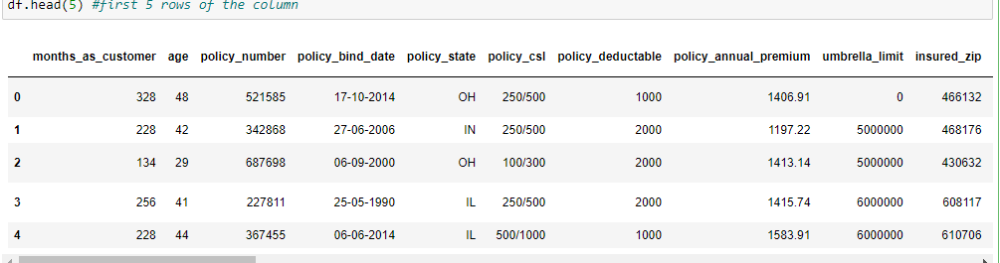 df.head(5) #first 5 rows of the column
months_as_customer age policy_number policy_bind_date policy_state policy_csl policy_deductable policy_annual_premium umbrella_limit insured_zip
0 328 48 521585 17-10-2014 OH 250/500 1000 1406.91 0 466132
1 228 42 342868 27-06-2006 IN 250/500 2000 1197.22 5000000 468176
2 134 29 687698 06-09-2000 OH 100/300 2000 1413.14 5000000 430632
3 256 41 227811 25-05-1990 IL 250/500 2000 1415.74 6000000 608117
4 228 44 367455 06-06-2014 IL 500/1000 1000 1583.91 6000000 610706